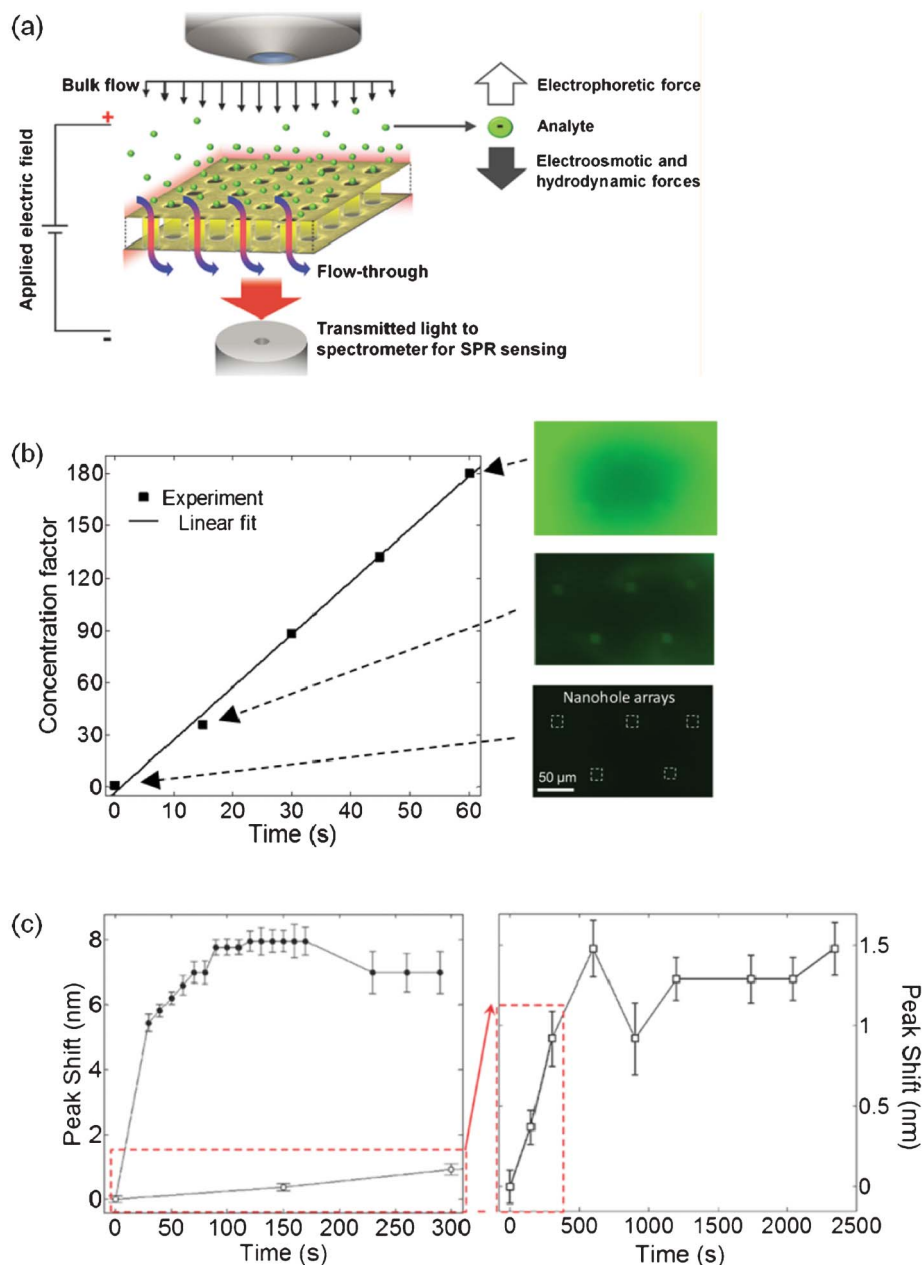 (a)
Bulk flow
Electrophoretic force
+
-
Analyte
Electroosmotic and
hydrodynamic forces
Applied electric field
Flow-through
-
Transmitted light to
spectrometer for SPR sensing
(b)
180
150
120
90
60
30
0
Concentration factor
Experiment
Linear fit
0 10 20 30 40 50 60
Time (s)
Nanohole arrays
50 µm
(c)
8
6
4
2
0
Peak Shift (nm)
0 50 100 150 200 250 300
Time (s)
1.5
1
0.5
0
Peak Shift (nm)
0 500 1000 1500 2000 2500
Time (s)